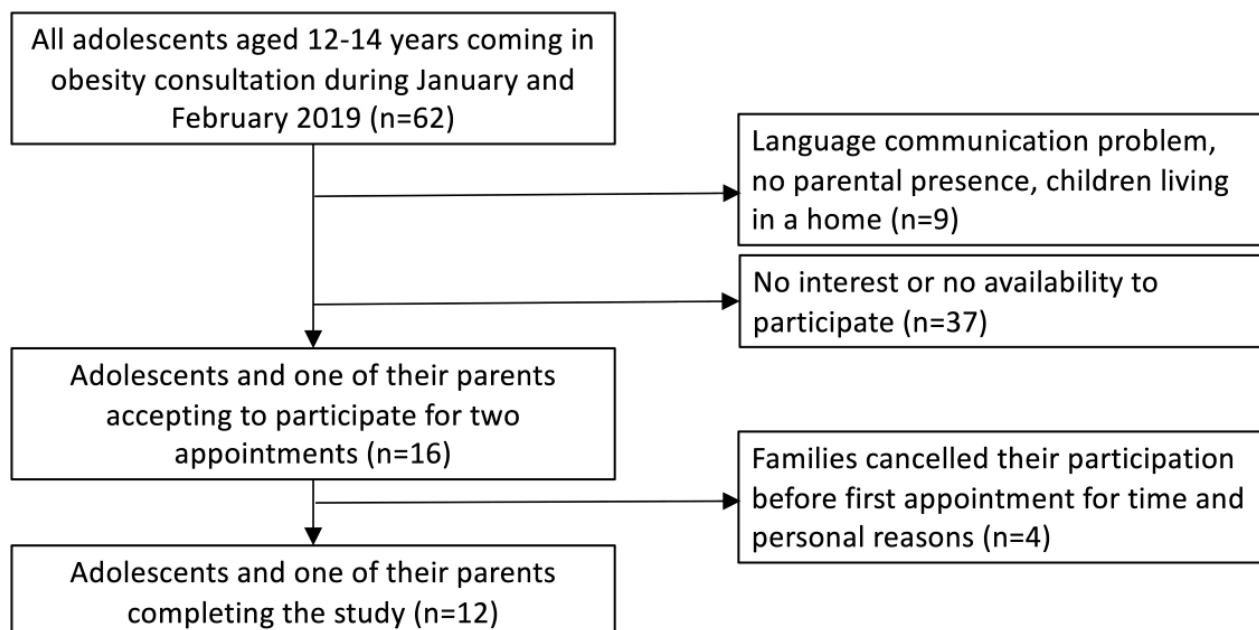 All adolescents aged 12-14 years coming in
obesity consultation during January and
February 2019 (n=62)
Language communication problem,
no parental presence, children living
in a home (n=9)
No interest or no availability to
participate (n=37)
Adolescents and one of their parents
accepting to participate for two
appointments (n=16)
Families cancelled their participation
before first appointment for time and
personal reasons (n=4)
Adolescents and one of their parents
completing the study (n=12)